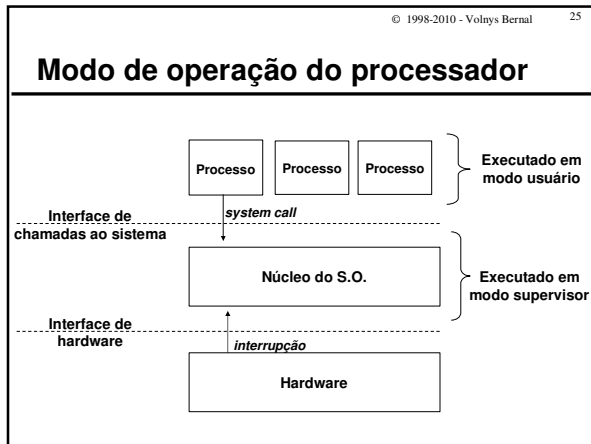 © 1998-2010 - Volnys Bernal 25
Modo de operação do processador
Processo Processo Processo
Executado em
modo usuário
Interface de
chamadas ao sistema
system call
Núcleo do S.O.
Executado em
modo supervisor
Interface de
hardware
interrupção
Hardware